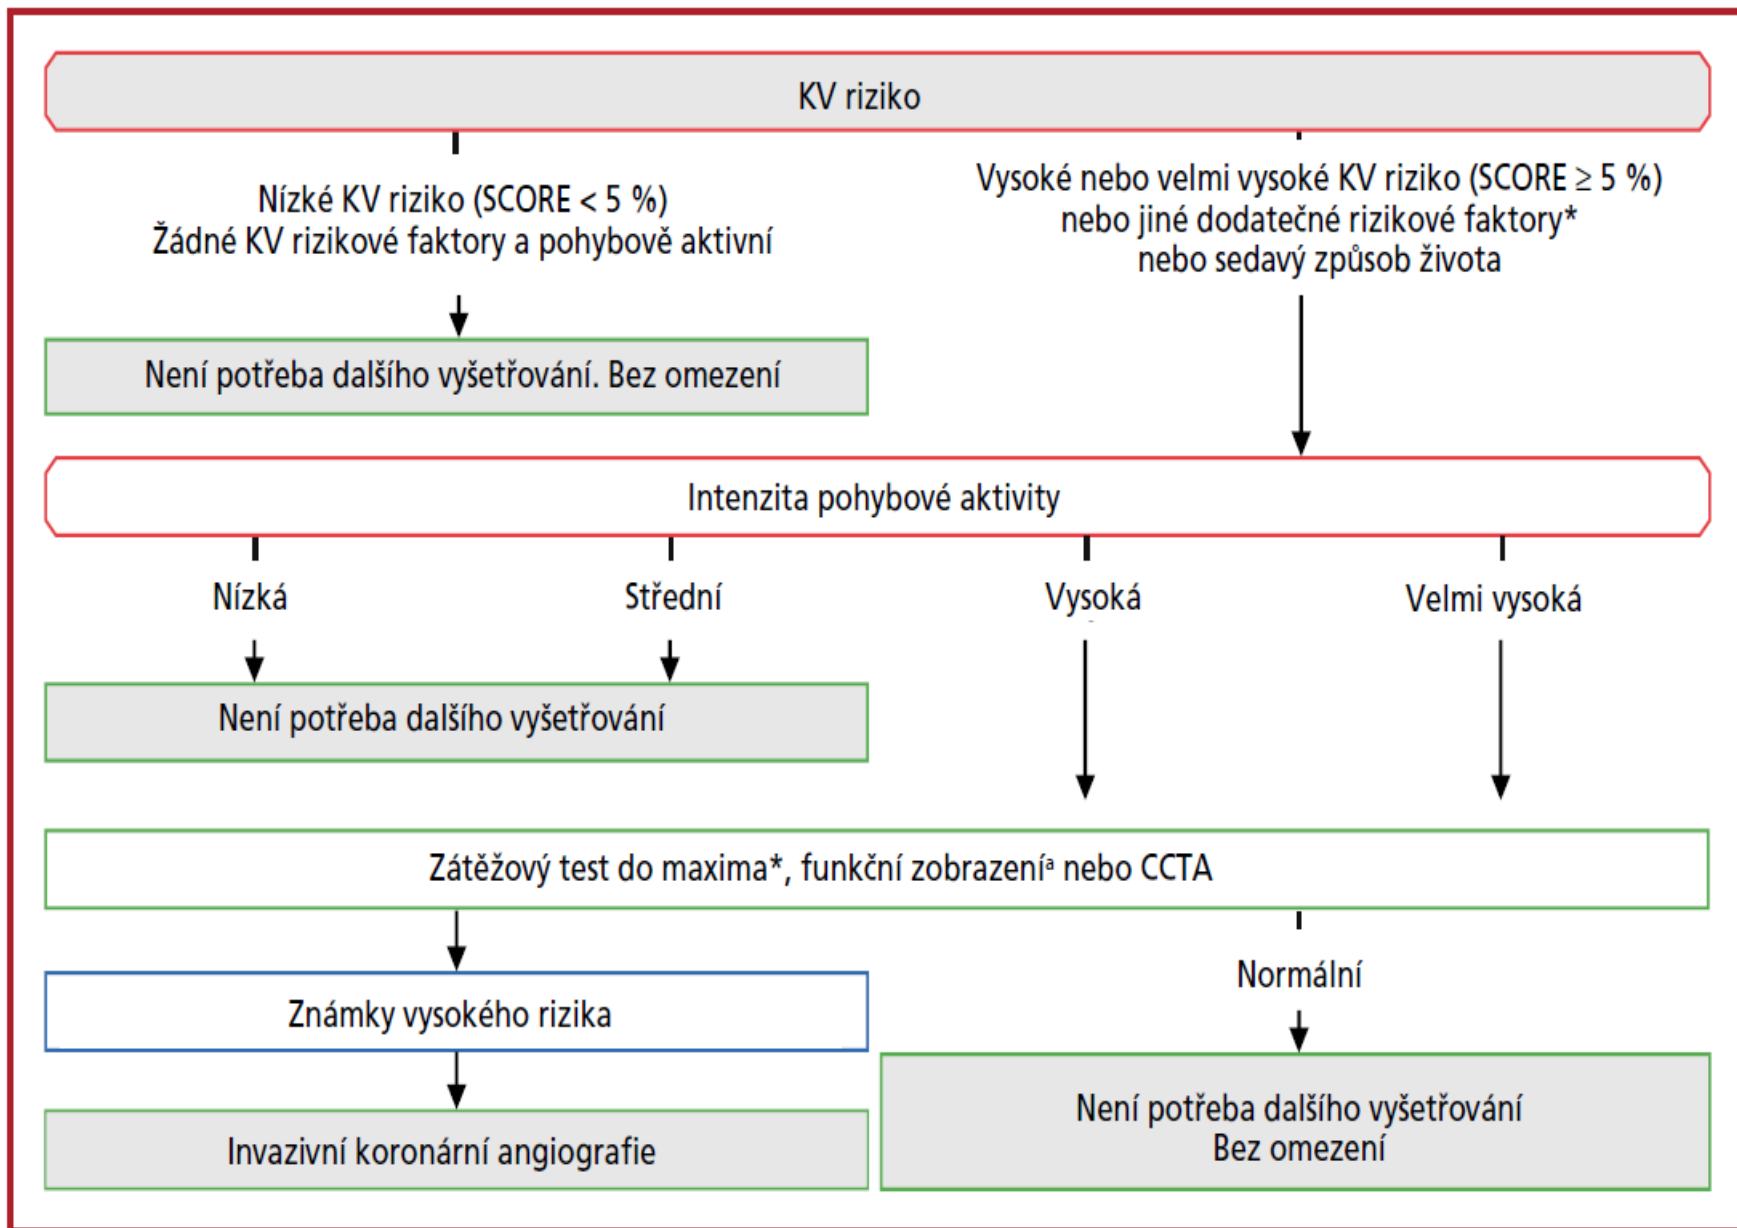 KV riziko
Nízké KV riziko (SCORE < 5 %)
Žádné KV rizikové faktory a pohybově aktivní
Vysoké nebo velmi vysoké KV riziko (SCORE ≥ 5 %)
nebo jiné dodatečné rizikové faktory*
nebo sedavý způsob života
Není potřeba dalšího vyšetřování. Bez omezení
Intenzita pohybové aktivity
Nízká
Střední
Vysoká
Velmi vysoká
Není potřeba dalšího vyšetřování
Zátěžový test do maxima*, funkční zobrazeníᵃ nebo CCTA
Známky vysokého rizika
Normální
Invazivní koronární angiografie
Není potřeba dalšího vyšetřování
Bez omezení